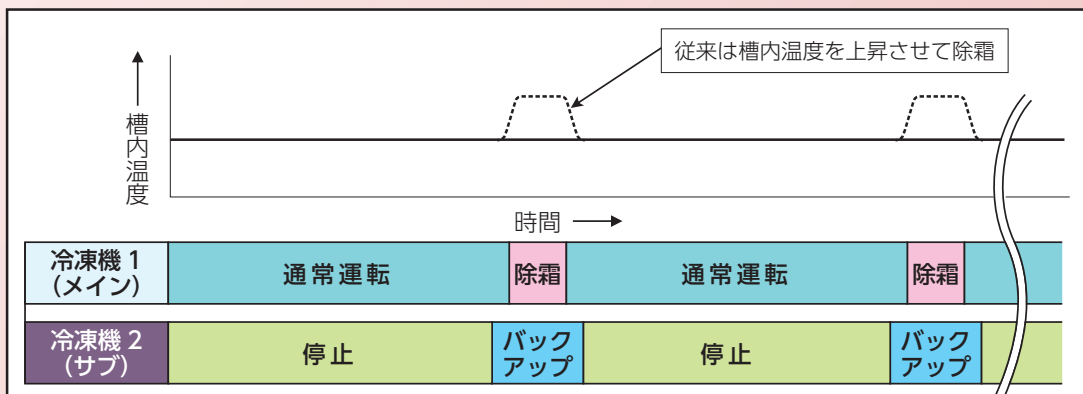 従来は槽内温度を上昇させて除霜
槽内温度
時間
冷凍機 1
(メイン)
通常運転
除霜
通常運転
除霜
冷凍機 2
(サブ)
停止
バック
アップ
停止
バック
アップ